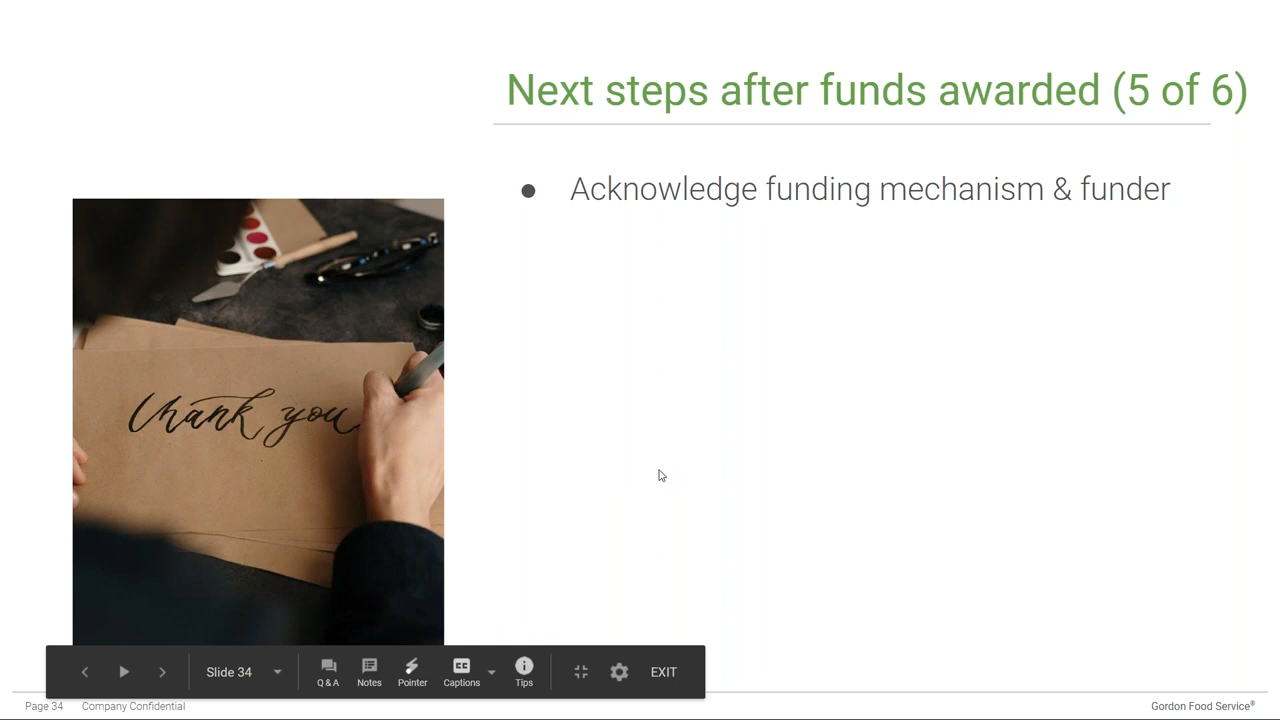 Next steps after funds awarded (5 of 6)
● Acknowledge funding mechanism & funder
thank you
Slide 34
Q & A
Notes
Pointer
CC
Captions
Tips
EXIT
Page 34 Company Confidential
Gordon Food Service®